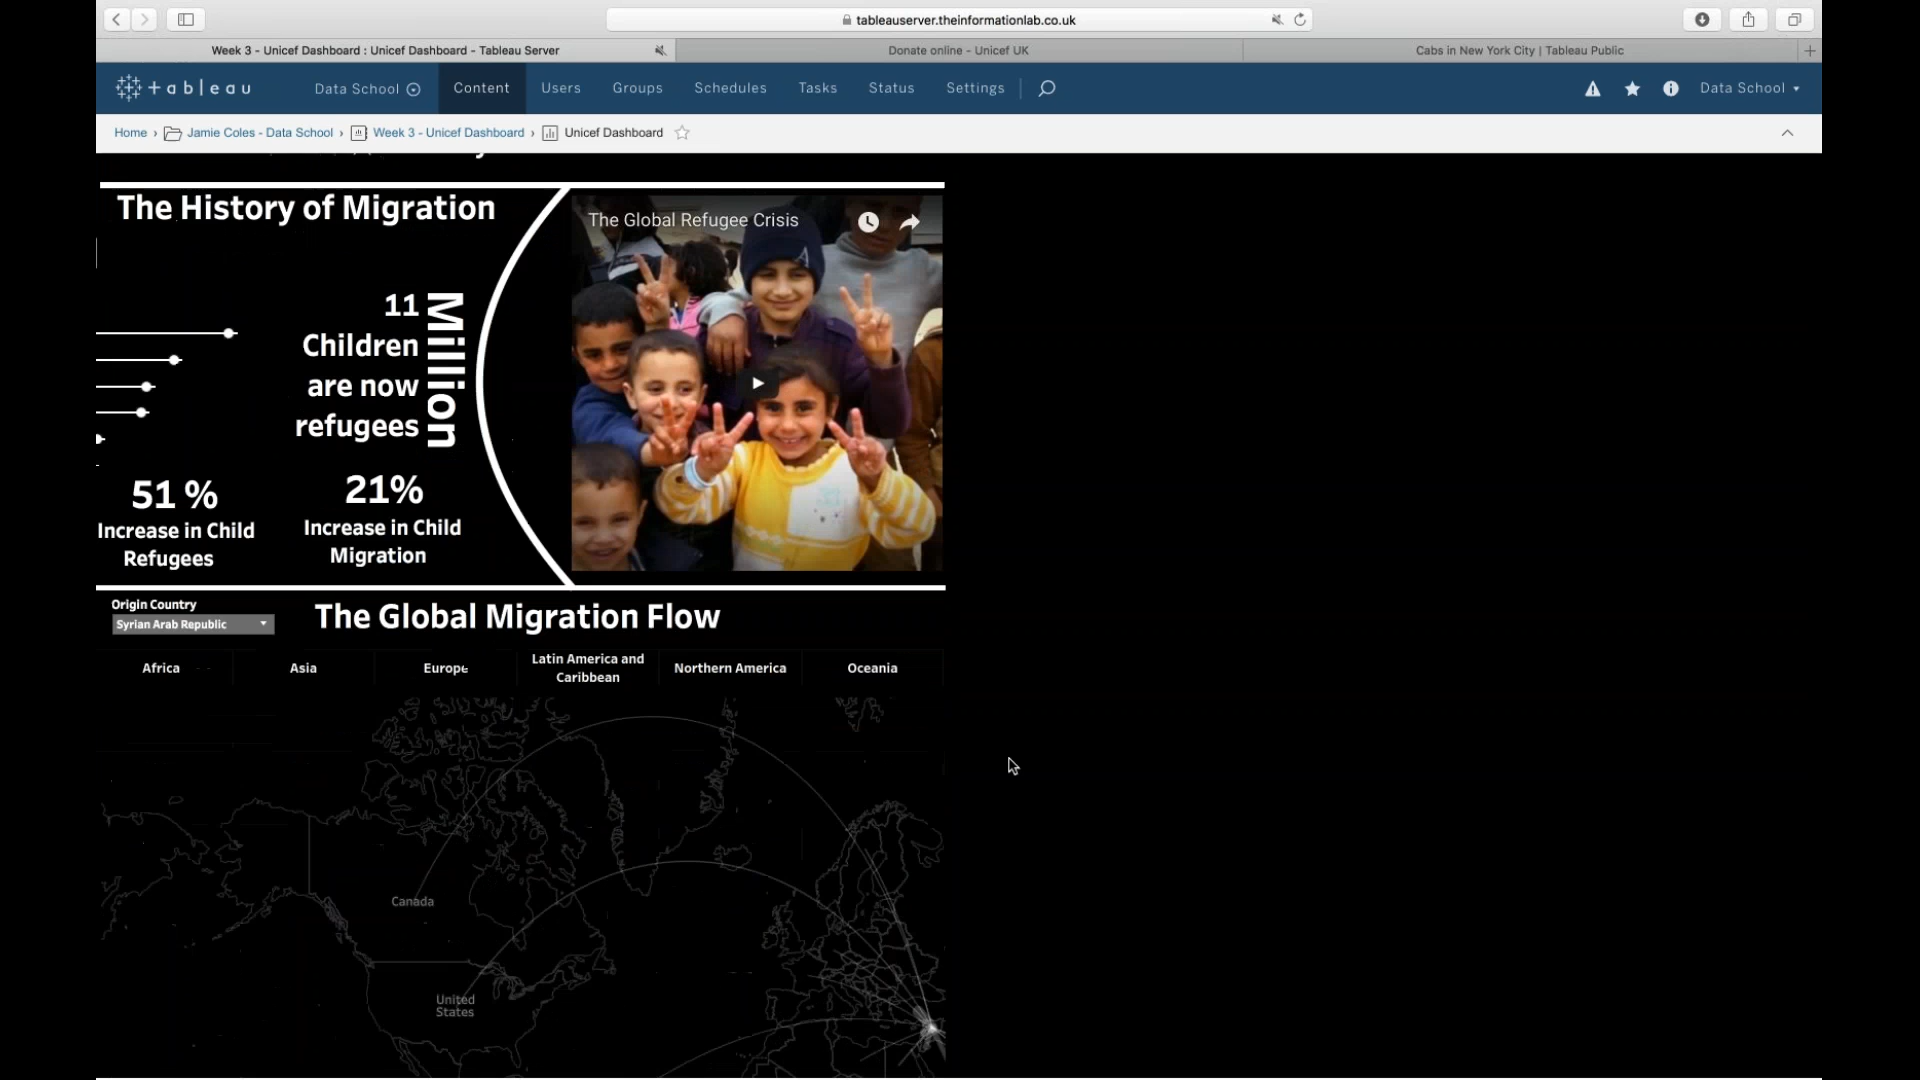 tableauserver.theinformationlab.co.uk
Week 3 - Unicef Dashboard : Unicef Dashboard - Tableau Server
Donate online - Unicef UK
Cabs in New York City | Tableau Public
+ a b l e a u
Data School
Content
Users
Groups
Schedules
Tasks
Status
Settings
Data School
Home › Jamie Coles - Data School › Week 3 - Unicef Dashboard › Unicef Dashboard
The History of Migration
The Global Refugee Crisis
11
Million
Children
are now
refugees
51 %
Increase in Child
Refugees
21%
Increase in Child
Migration
Origin Country
Syrian Arab Republic
The Global Migration Flow
Africa
Asia
Europe
Latin America and
Caribbean
Northern America
Oceania
Canada
United
States